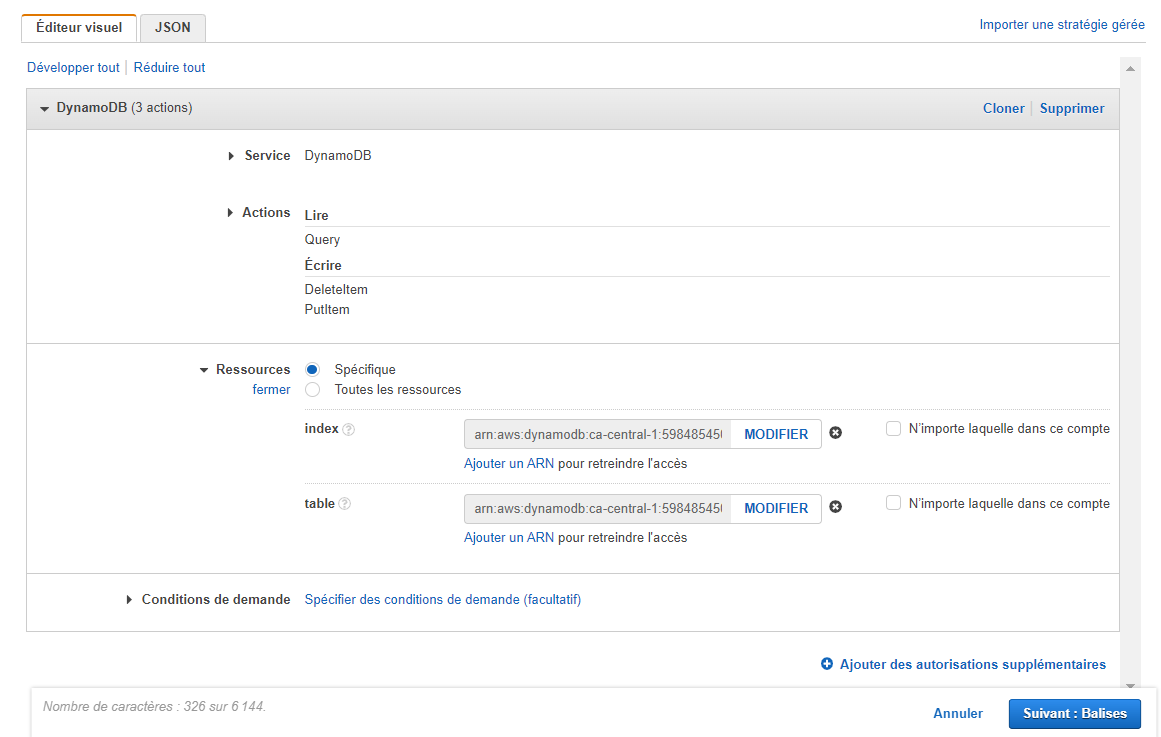 Éditeur visuel JSON Importer une stratégie gérée
Développer tout Réduire tout
DynamoDB (3 actions) Cloner Supprimer
Service DynamoDB
Actions Lire
Query
Écrire
DeleteItem
PutItem
Ressources Spécifique
fermer Toutes les ressources
index ? arn:aws:dynamodb:ca-central-1:598485450 MODIFIER N'importe laquelle dans ce compte
Ajouter un ARN pour retreindre l'accès
table ? arn:aws:dynamodb:ca-central-1:598485450 MODIFIER N'importe laquelle dans ce compte
Ajouter un ARN pour retreindre l'accès
Conditions de demande Spécifier des conditions de demande (facultatif)
Ajouter des autorisations supplémentaires
Nombre de caractères : 326 sur 6 144. Annuler Suivant : Balises